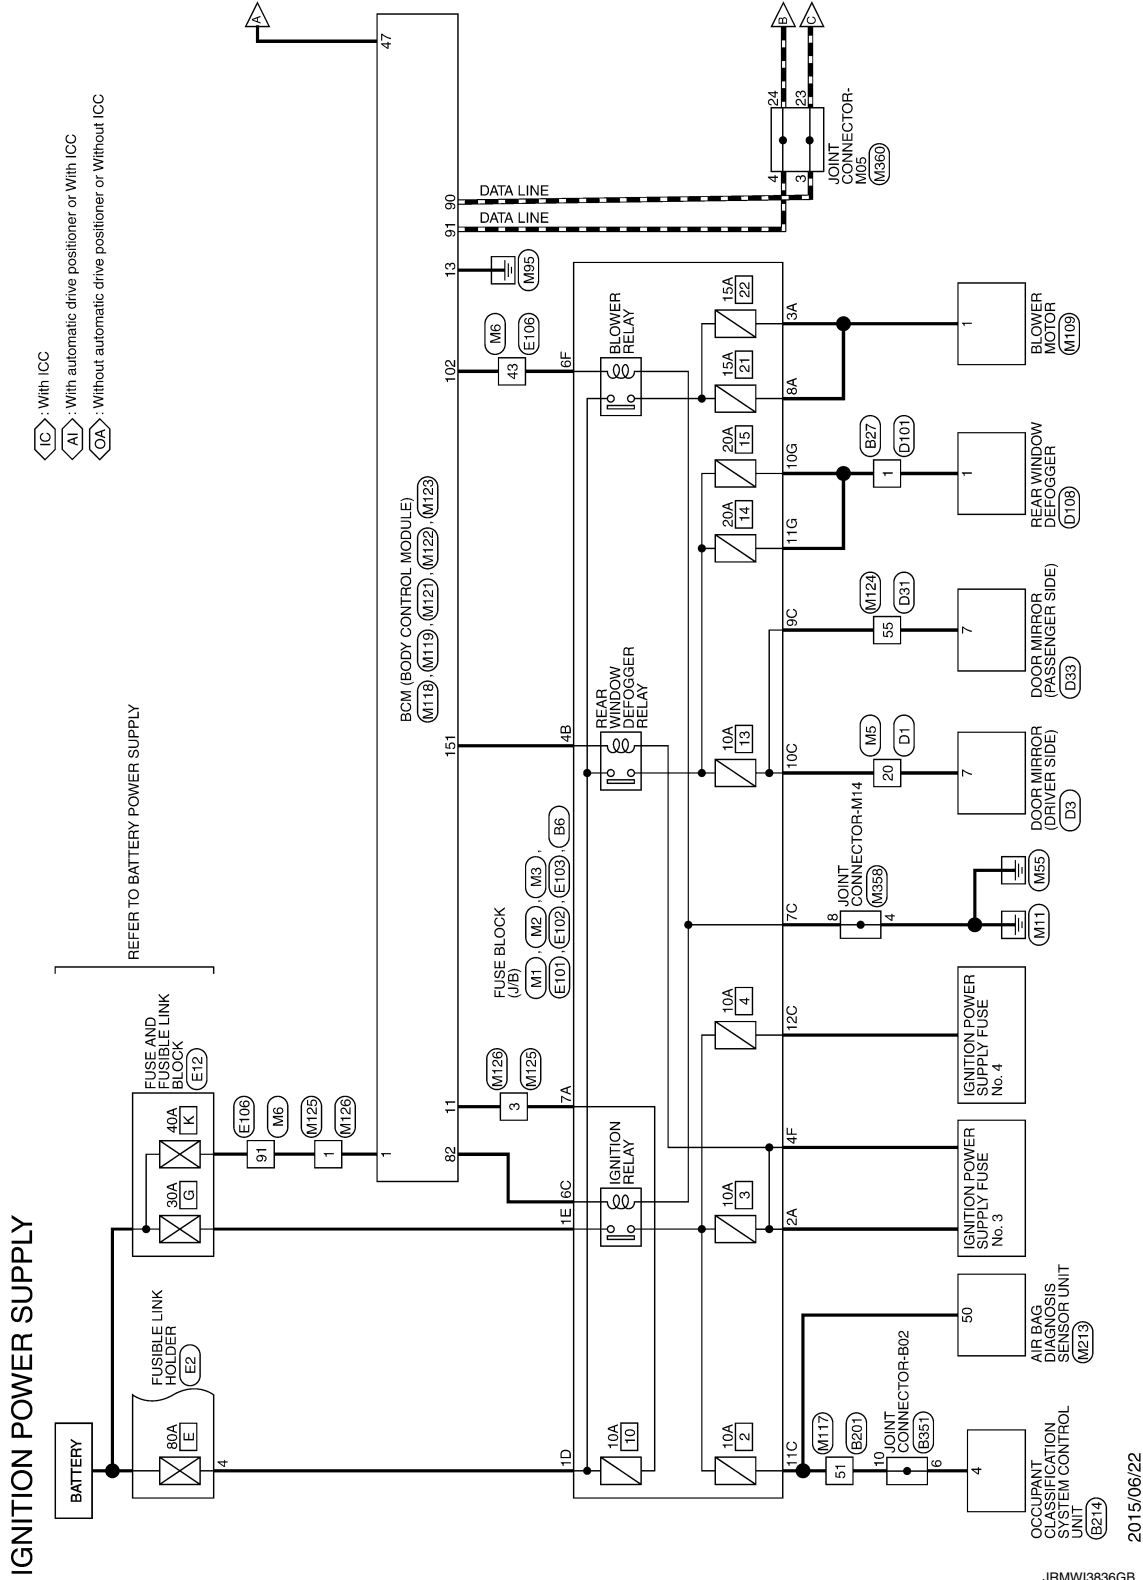 IGNITION POWER SUPPLY
IC : With ICC
AI : With automatic drive positioner or With ICC
OA : Without automatic drive positioner or Without ICC
REFER TO BATTERY POWER SUPPLY
BATTERY
FUSIBLE LINK
HOLDER
E2
80A
E
4
FUSE AND
FUSIBLE LINK
BLOCK
E12
30A
G
40A
K
E106
91
M6
M125
1
M126
A
BCM (BODY CONTROL MODULE)
M118 , M119 , M121 , M122 , M123
1
47
82
11
151
102
13
91
90
M126
3
M125
M6
43
E106
M95
DATA LINE
DATA LINE
FUSE BLOCK
(J/B)
M1 , M2 , M3 ,
E101 , E102 , E103 , B6
1D
1E
6C
7A
4B
6F
10A
10
IGNITION
RELAY
REAR
WINDOW
DEFOGGER
RELAY
BLOWER
RELAY
10A
2
10A
3
10A
4
10A
13
20A
14
20A
15
15A
21
15A
22
11C
2A
4F
12C
7C
10C
9C
11G
10G
8A
3A
4
3
24
23
B
C
JOINT
CONNECTOR-
M05
M360
M117
51
B201
10
6
JOINT
CONNECTOR-B02
B351
8
4
JOINT
CONNECTOR-M14
M358
M11
M55
M5
20
D1
M124
55
D31
B27
1
D101
4
OCCUPANT
CLASSIFICATION
SYSTEM CONTROL
UNIT
B214
50
AIR BAG
DIAGNOSIS
SENSOR UNIT
M213
IGNITION POWER
SUPPLY FUSE
No. 3
IGNITION POWER
SUPPLY FUSE
No. 4
7
DOOR MIRROR
(DRIVER SIDE)
D3
7
DOOR MIRROR
(PASSENGER SIDE)
D33
1
REAR WINDOW
DEFOGGER
D108
1
BLOWER
MOTOR
M109
2015/06/22
JRMWI3836GB